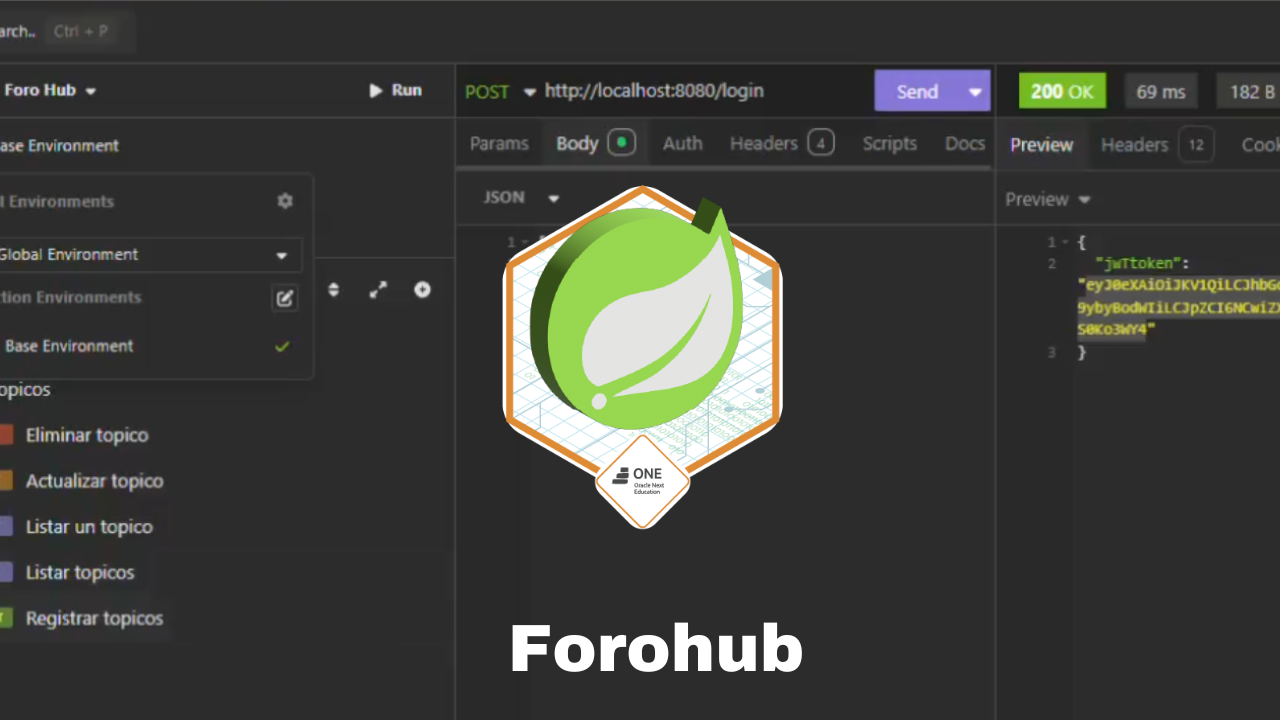 arch.. Ctrl + P
Foro Hub
Run
ase Environment
l Environments
Global Environment
tion Environments
Base Environment
opicos
Eliminar topico
Actualizar topico
Listar un topico
Listar topicos
Registrar topicos
POST http://localhost:8080/login Send
Params Body Auth Headers 4 Scripts Docs
JSON
1
200 OK 69 ms 182 B
Preview Headers 12 Cook
Preview
1 {
2 "jwTtoken":
S0Ko3WY4"
3 }
ONE
Oracle Next
Education
Forohub